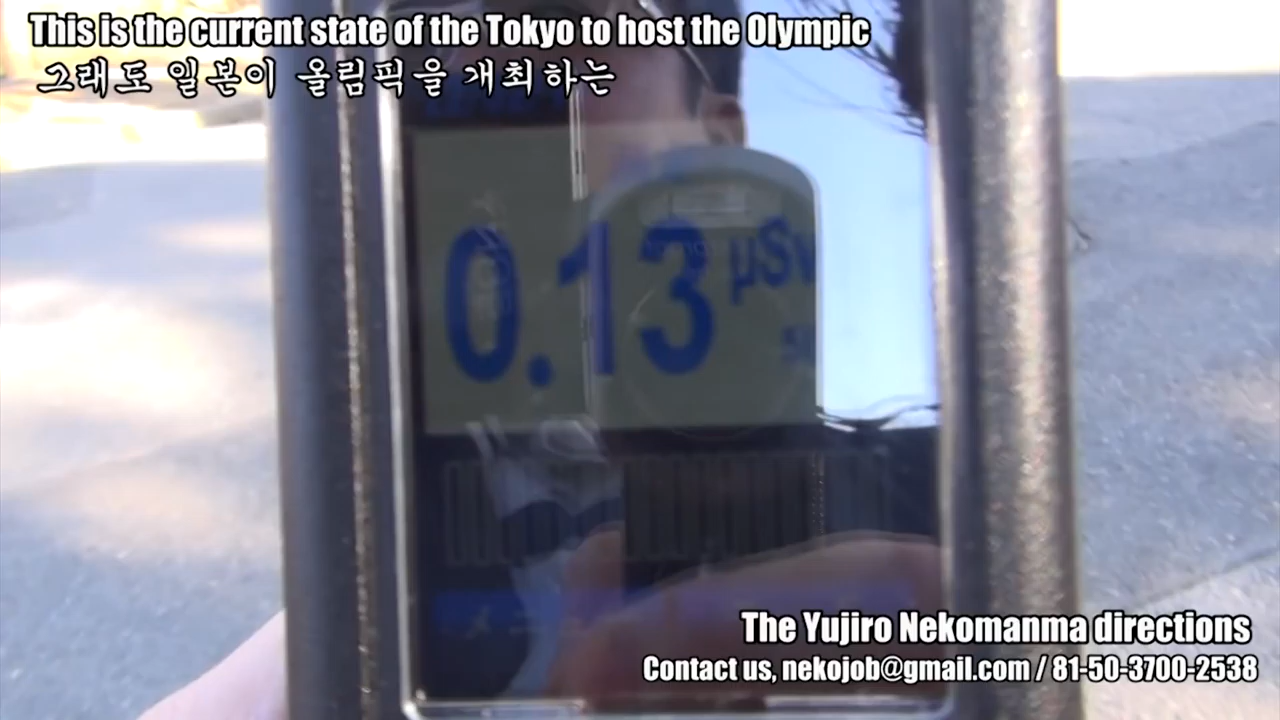 This is the current state of the Tokyo to host the Olympic
그래도 일본이 올림픽을 개최하는
0.13 μSv
The Yujiro Nekomanma directions
Contact us, nekojob@gmail.com / 81-50-3700-2538